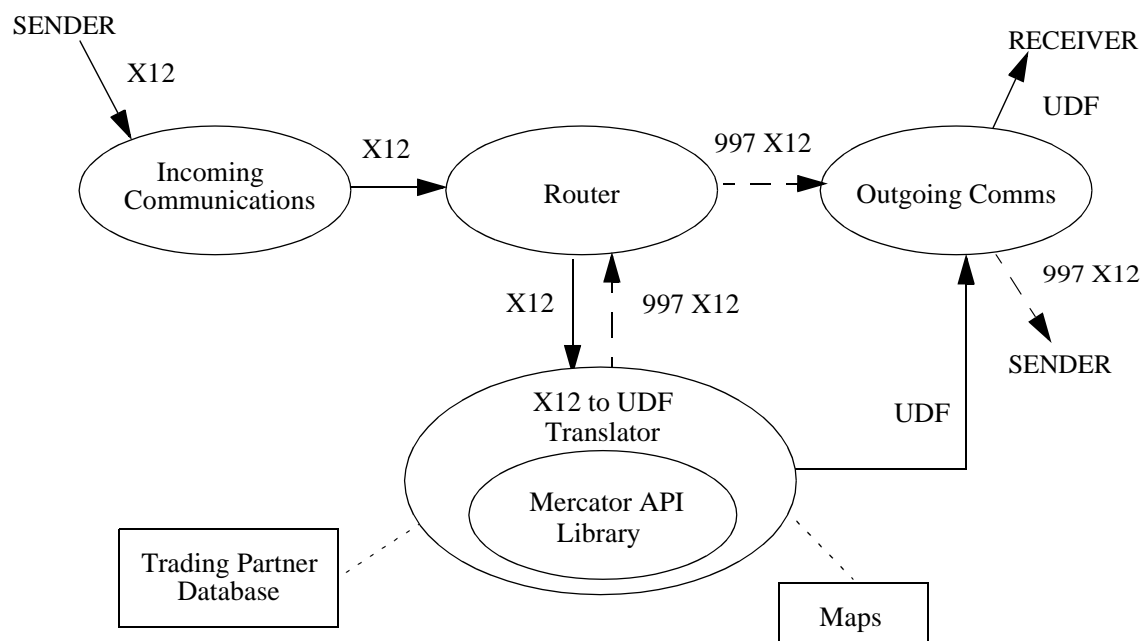 SENDER
X12
RECEIVER
UDF
Incoming
Communications
X12
Router
997 X12
Outgoing Comms
X12
997 X12
997 X12
SENDER
X12 to UDF
Translator
UDF
Mercator API
Library
Trading Partner
Database
Maps